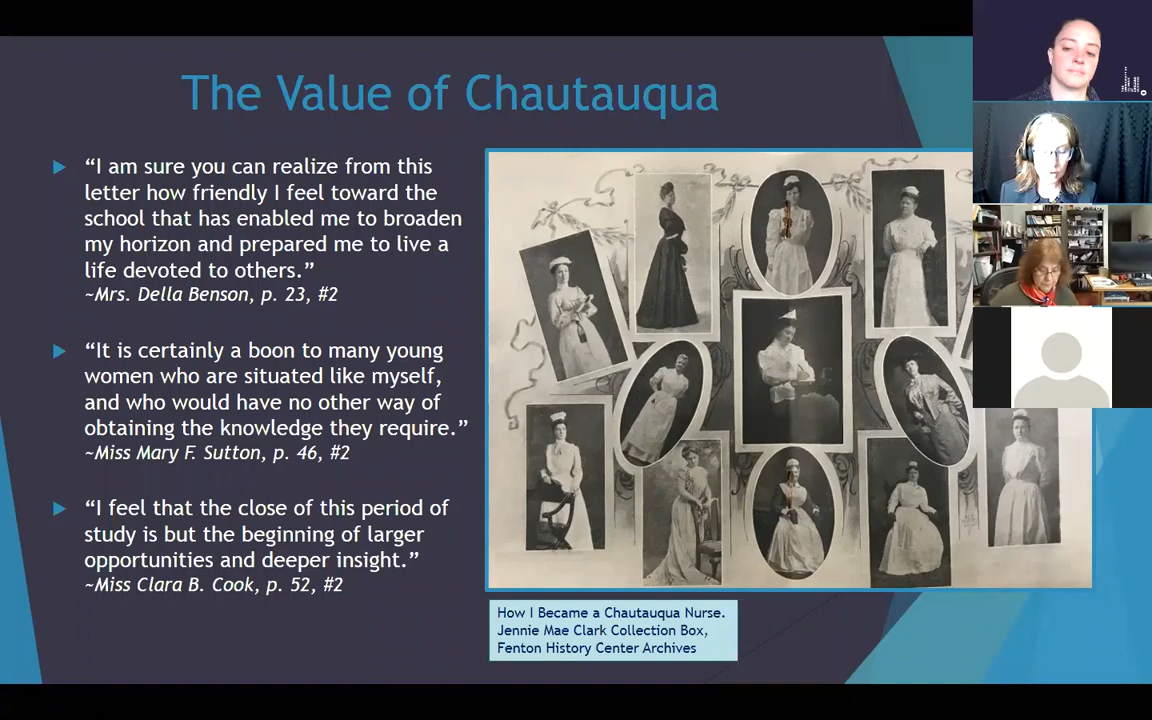 The Value of Chautauqua
“I am sure you can realize from this
letter how friendly I feel toward the
school that has enabled me to broaden
my horizon and prepared me to live a
life devoted to others.”
~Mrs. Della Benson, p. 23, #2
“It is certainly a boon to many young
women who are situated like myself,
and who would have no other way of
obtaining the knowledge they require.”
~Miss Mary F. Sutton, p. 46, #2
“I feel that the close of this period of
study is but the beginning of larger
opportunities and deeper insight.”
~Miss Clara B. Cook, p. 52, #2
How I Became a Chautauqua Nurse.
Jennie Mae Clark Collection Box,
Fenton History Center Archives